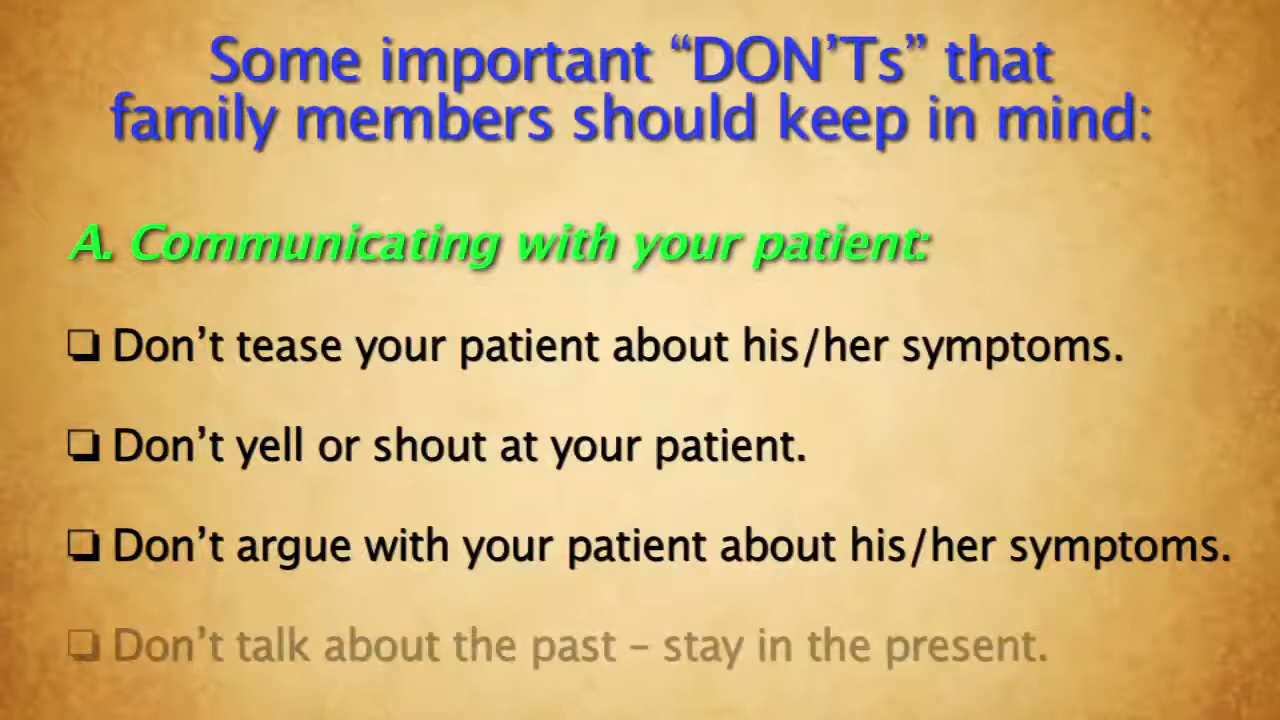 Some important “DON’Ts” that
family members should keep in mind:
A. Communicating with your patient:
❏ Don’t tease your patient about his/her symptoms.
❏ Don’t yell or shout at your patient.
❏ Don’t argue with your patient about his/her symptoms.
❏ Don’t talk about the past – stay in the present.